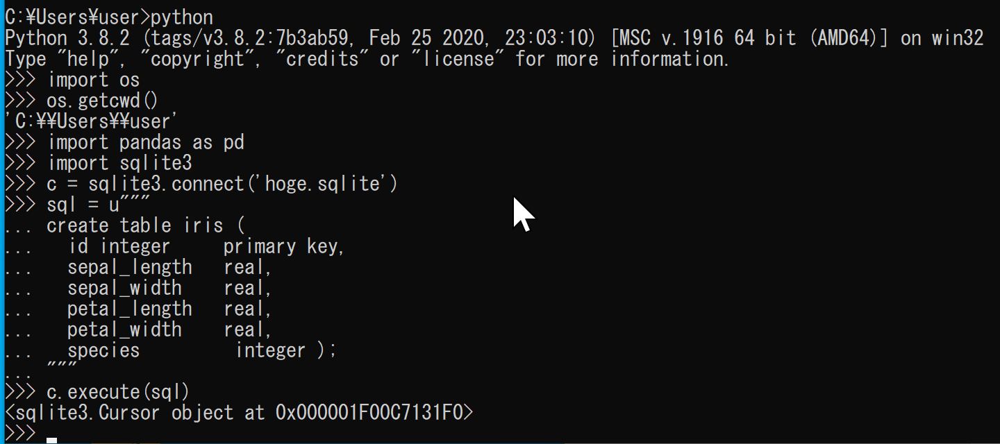 C:¥Users¥user>python
Python 3.8.2 (tags/v3.8.2:7b3ab59, Feb 25 2020, 23:03:10) [MSC v.1916 64 bit (AMD64)] on win32
Type "help", "copyright", "credits" or "license" for more information.
>>> import os
>>> os.getcwd()
'C:¥¥Users¥¥user'
>>> import pandas as pd
>>> import sqlite3
>>> c = sqlite3.connect('hoge.sqlite')
>>> sql = u"""
... create table iris (
...   id integer     primary key,
...   sepal_length   real,
...   sepal_width    real,
...   petal_length   real,
...   petal_width    real,
...   species         integer );
... """
>>> c.execute(sql)
<sqlite3.Cursor object at 0x000001F00C7131F0>
>>>